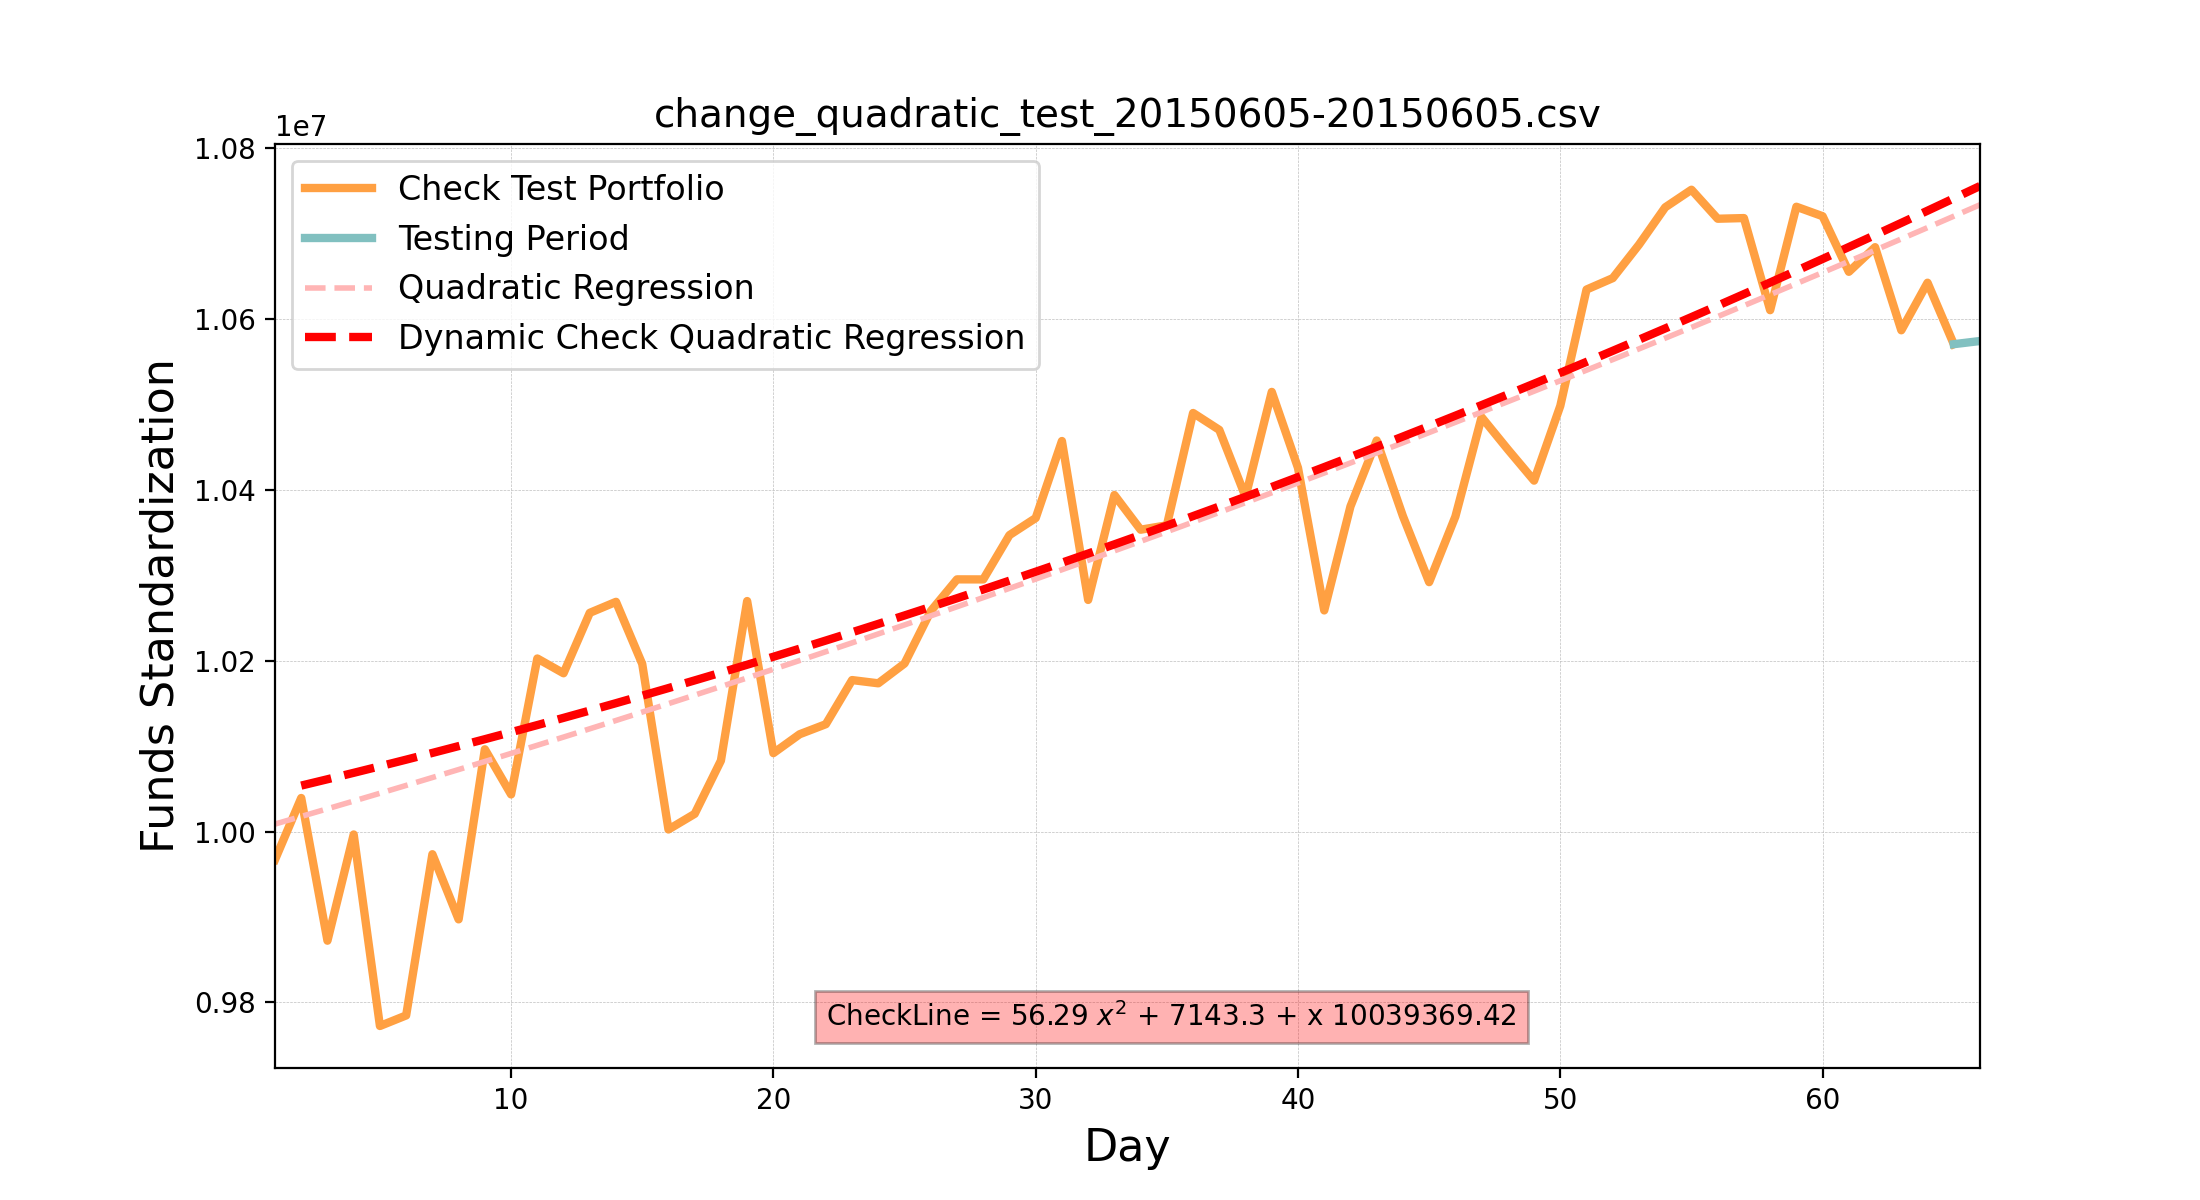 change_quadratic_test_20150605-20150605.csv
1e7
1.08
1.06
1.04
1.02
1.00
0.98
Funds Standardization
Check Test Portfolio
Testing Period
Quadratic Regression
Dynamic Check Quadratic Regression
CheckLine = 56.29 x² + 7143.3 + x 10039369.42
10 20 30 40 50 60
Day